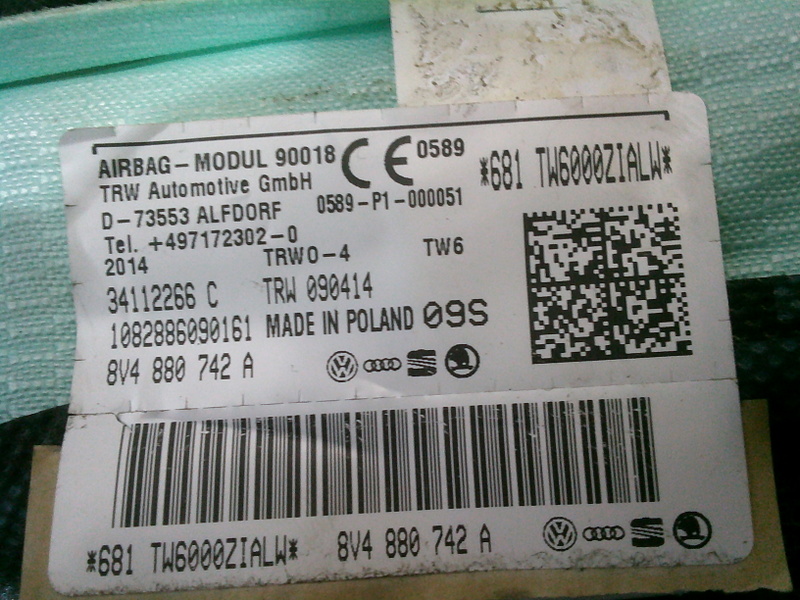 AIRBAG-MODUL 90018 CE 0589
TRW Automotive GmbH
D-73553 ALFDORF 0589-P1-000051
Tel. +497172302-0
2014 TRWO-4 TW6
34112266 C TRW 090414
1082886090161 MADE IN POLAND 09S
8V4 880 742 A
*681 TW6000ZIALW*
*681 TW6000ZIALW* 8V4 880 742 A